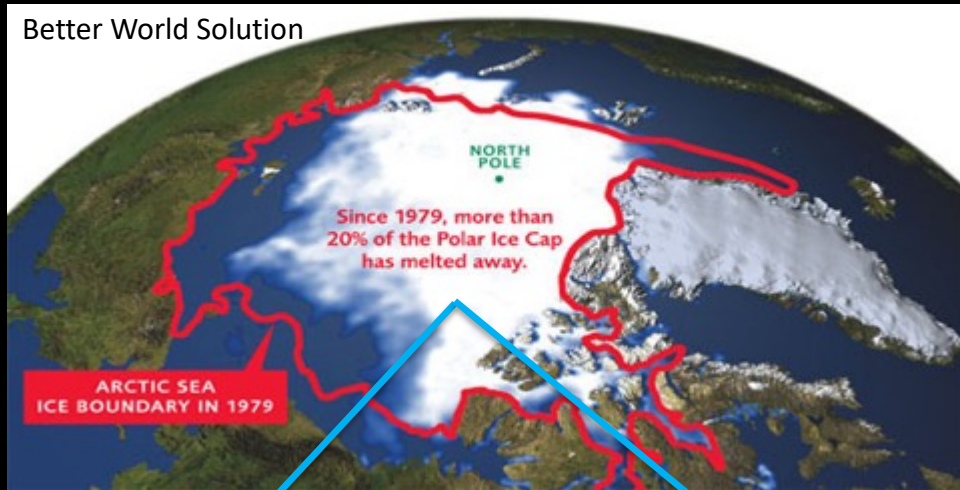 Better World Solution
NORTH
POLE
Since 1979, more than
20% of the Polar Ice Cap
has melted away.
ARCTIC SEA
ICE BOUNDARY IN 1979